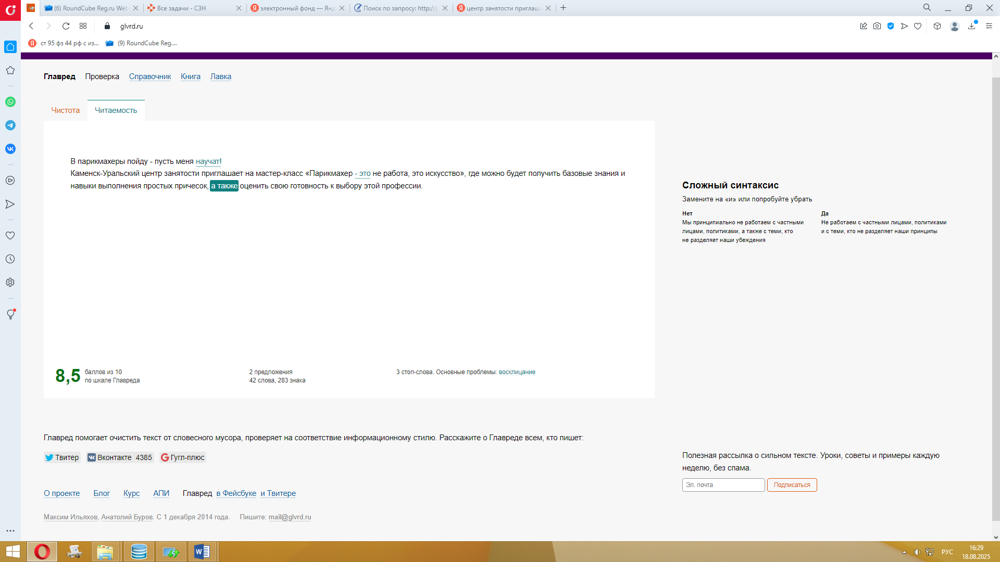 (6) RoundCube Reg.ru Web
Все задачи - СЗН
электронный фонд — Янд
Поиск по запросу: http://p
центр занятости приглаша
glvrd.ru
ст 95 фз 44 рф с из...
(9) RoundCube Reg....
Главред Проверка Справочник Книга Лавка
Чистота Читаемость
В парикмахеры пойду - пусть меня научат!
Каменск-Уральский центр занятости приглашает на мастер-класс «Парикмахер - это не работа, это искусство», где можно будет получить базовые знания и
навыки выполнения простых причесок, а также оценить свою готовность к выбору этой профессии.
Сложный синтаксис
Замените на «и» или попробуйте убрать
Нет
Мы принципиально не работаем с частными
лицами, политиками, а также с теми, кто
не разделяет наши убеждения
Да
Не работаем с частными лицами, политиками
и с теми, кто не разделяет наши принципы
8,5 баллов из 10
по шкале Главреда
2 предложения
42 слова, 283 знака
3 стоп-слова. Основные проблемы: восклицание
Главред помогает очистить текст от словесного мусора, проверяет на соответствие информационному стилю. Расскажите о Главреде всем, кто пишет:
Твитер Вконтакте 4385 Гугл-плюс
Полезная рассылка о сильном тексте. Уроки, советы и примеры каждую
неделю, без спама.
Эл. почта Подписаться
О проекте Блог Курс АПИ Главред в Фейсбуке и Твитере
Максим Ильяхов, Анатолий Буров. С 1 декабря 2014 года. Пишите: mail@glvrd.ru
РУС
16:29
18.08.2025